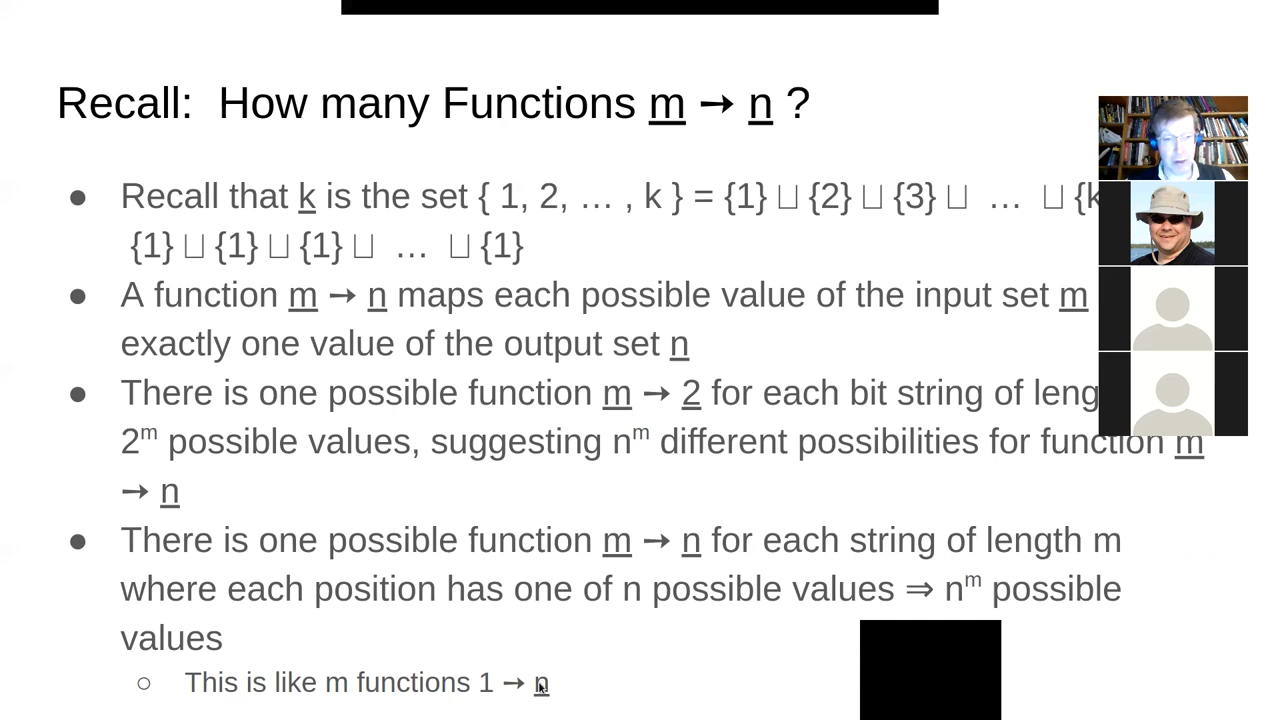 Recall: How many Functions m → n ?
● Recall that k is the set { 1, 2, … , k } = {1} ⊔ {2} ⊔ {3} ⊔ … ⊔ {k
{1} ⊔ {1} ⊔ {1} ⊔ … ⊔ {1}
● A function m → n maps each possible value of the input set m
exactly one value of the output set n
● There is one possible function m → 2 for each bit string of leng
2ᵐ possible values, suggesting nᵐ different possibilities for function m
→ n
● There is one possible function m → n for each string of length m
where each position has one of n possible values ⇒ nᵐ possible
values
○ This is like m functions 1 → n